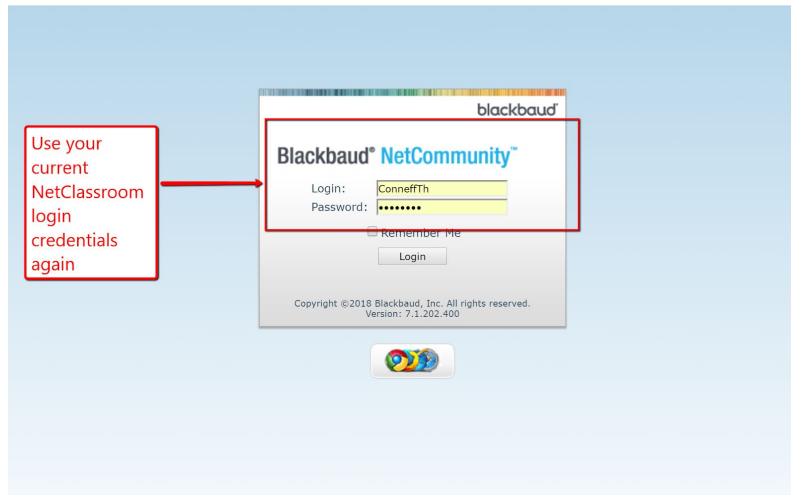 blackbaud
Use your
current
NetClassroom
login
credentials
again
Blackbaud® NetCommunity™
Login: ConneffTh
Password: ••••••••
Remember Me
Login
Copyright ©2018 Blackbaud, Inc. All rights reserved.
Version: 7.1.202.400